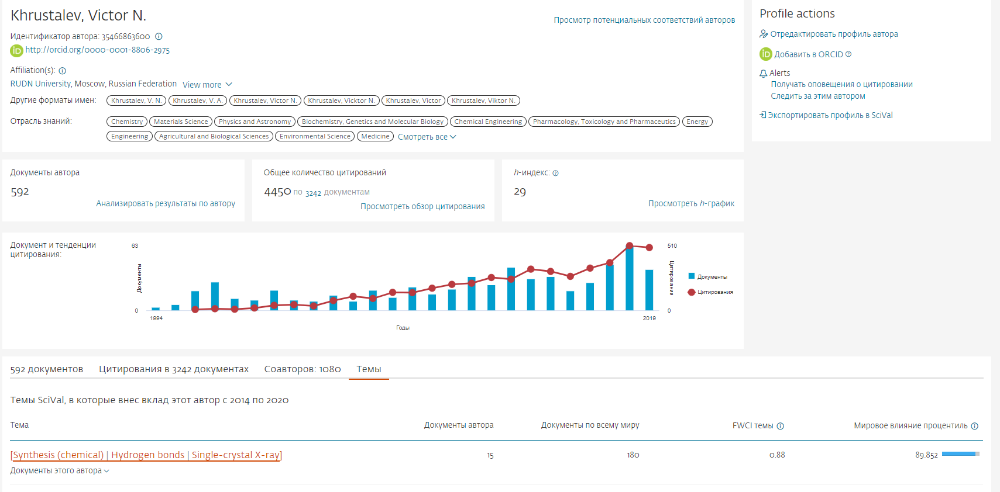 Khrustalev, Victor N.
Просмотр потенциальных соответствий авторов
Идентификатор автора: 35466863600
http://orcid.org/0000-0001-8806-2975
Affiliation(s):
RUDN University, Moscow, Russian Federation View more
Другие форматы имен: Khrustalev, V. N. Khrustalev, V. A. Khrustalev, Victor N. Khrustalev, Vicktor N. Khrustalev, Victor Khrustalev, Viktor N.
Отрасль знаний: Chemistry Materials Science Physics and Astronomy Biochemistry, Genetics and Molecular Biology Chemical Engineering Pharmacology, Toxicology and Pharmaceutics Energy
Engineering Agricultural and Biological Sciences Environmental Science Medicine Смотреть все
Profile actions
Отредактировать профиль автора
iD Добавить в ORCID
Alerts
Получать оповещения о цитировании
Следить за этим автором
Экспортировать профиль в SciVal
Документы автора
592
Анализировать результаты по автору
Общее количество цитирований
4450 по 3242 документам
Просмотреть обзор цитирования
h-индекс:
29
Просмотреть h-график
Документ и тенденции
цитирования:
63
Документы
0
1994
Годы
2019
510
Цитирования
0
Документы
Цитирования
592 документов Цитирования в 3242 документах Соавторов: 1080 Темы
Темы SciVal, в которые внес вклад этот автор с 2014 по 2020
Тема Документы автора Документы по всему миру FWCI темы Мировое влияние процентиль
[Synthesis (chemical) | Hydrogen bonds | Single-crystal X-ray] 15 180 0.88 89.852
Документы этого автора